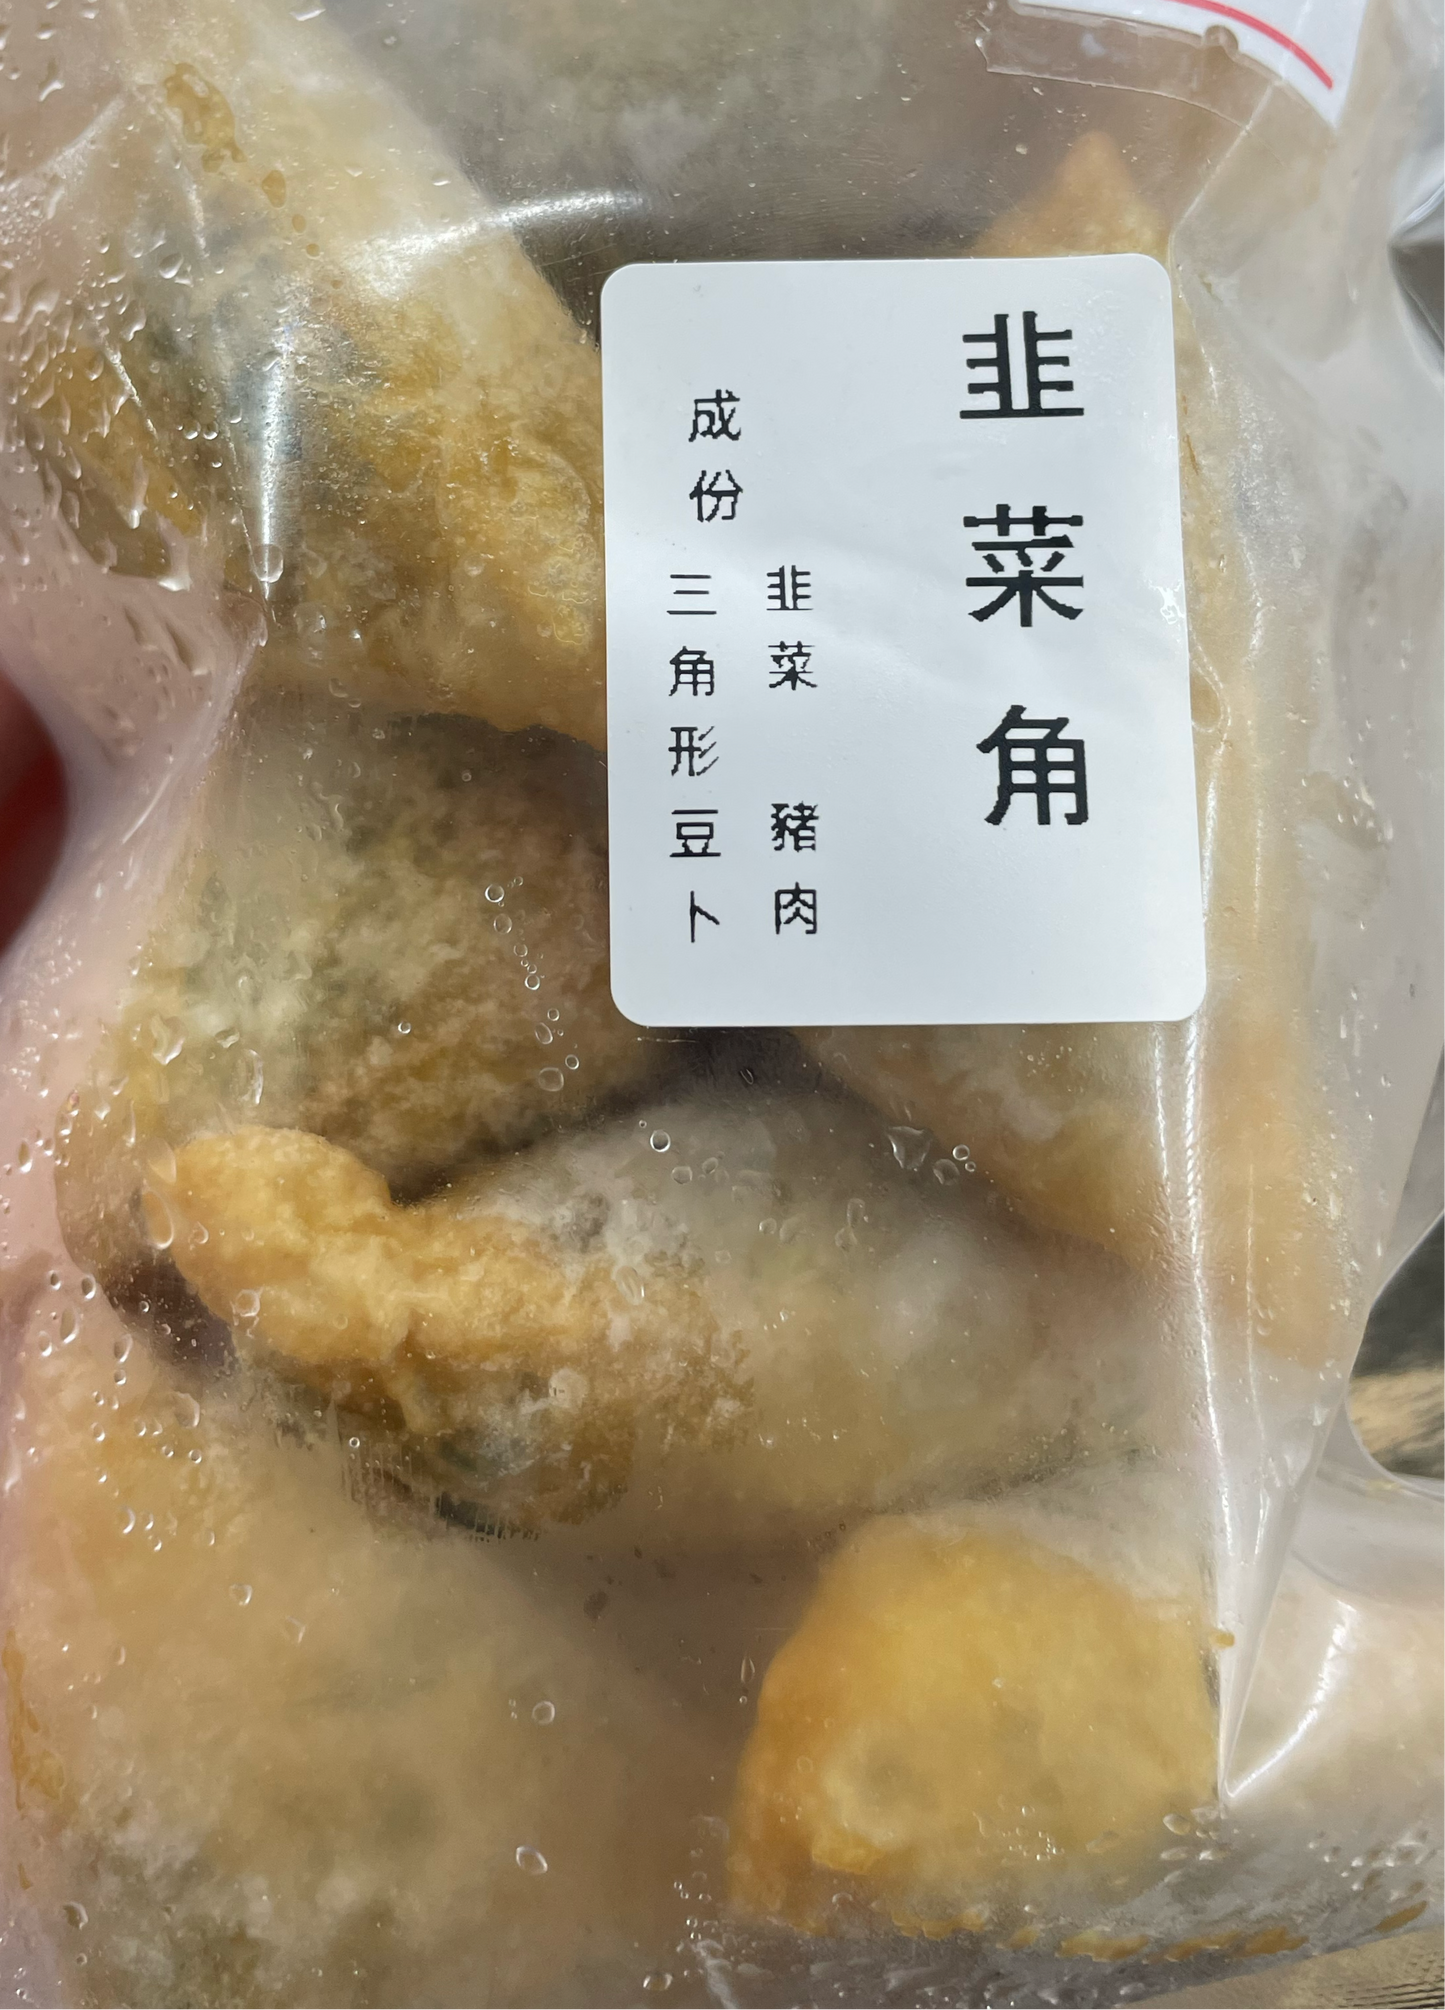 韭菜角
韭菜 豬肉
成份
三角形豆卜